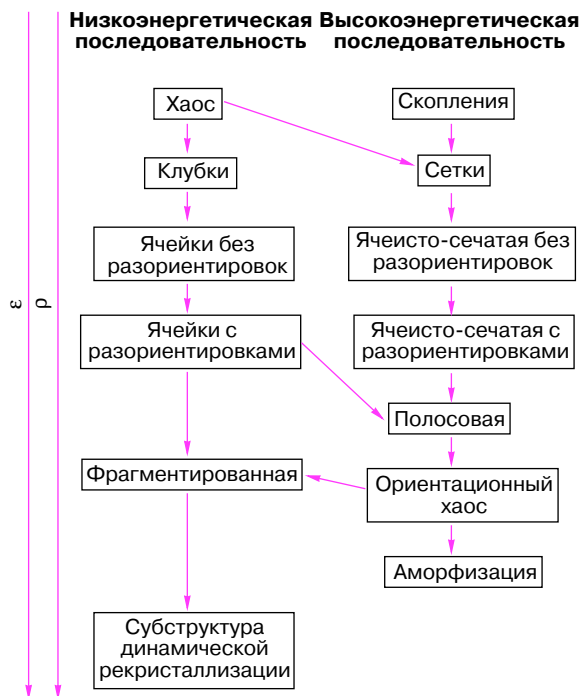 Низкоэнергетическая
последовательность
Высокоэнергетическая
последовательность
Хаос
Скопления
Клубки
Сетки
Ячейки без
разориентировок
Ячеисто-сечатая без
разориентировок
ε
ρ
Ячейки с
разориентировками
Ячеисто-сечатая с
разориентировками
Полосовая
Фрагментированная
Ориентационный
хаос
Аморфизация
Субструктура
динамической
рекристаллизации